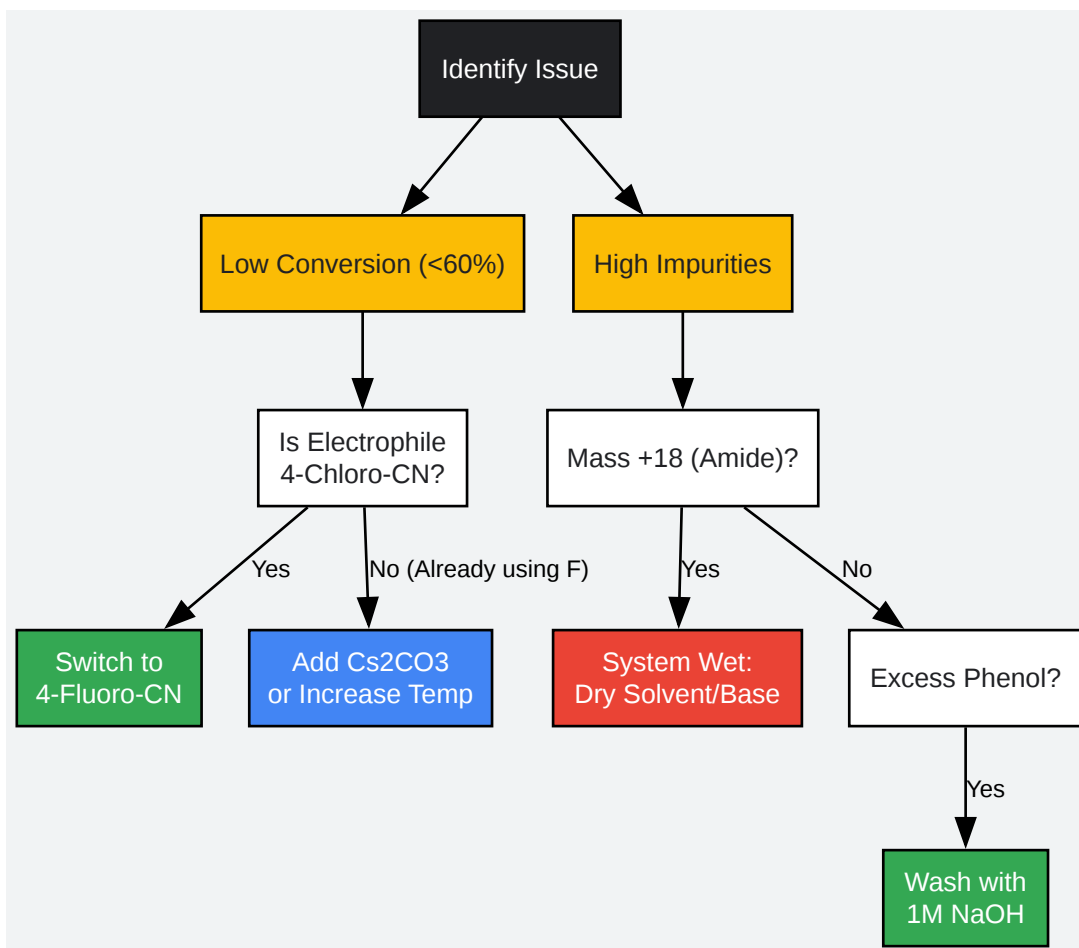 Identify Issue
Low Conversion (<60%)
High Impurities
Is Electrophile
4-Chloro-CN?
Mass +18 (Amide)?
Yes
No (Already using F)
Yes
No
Switch to
4-Fluoro-CN
Add Cs2CO3
or Increase Temp
System Wet:
Dry Solvent/Base
Excess Phenol?
Yes
Wash with
1M NaOH